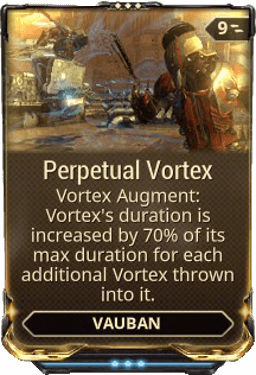 9
Perpetual Vortex
Vortex Augment:
Vortex's duration is
increased by 70% of its
max duration for each
additional Vortex thrown
into it.
VAUBAN